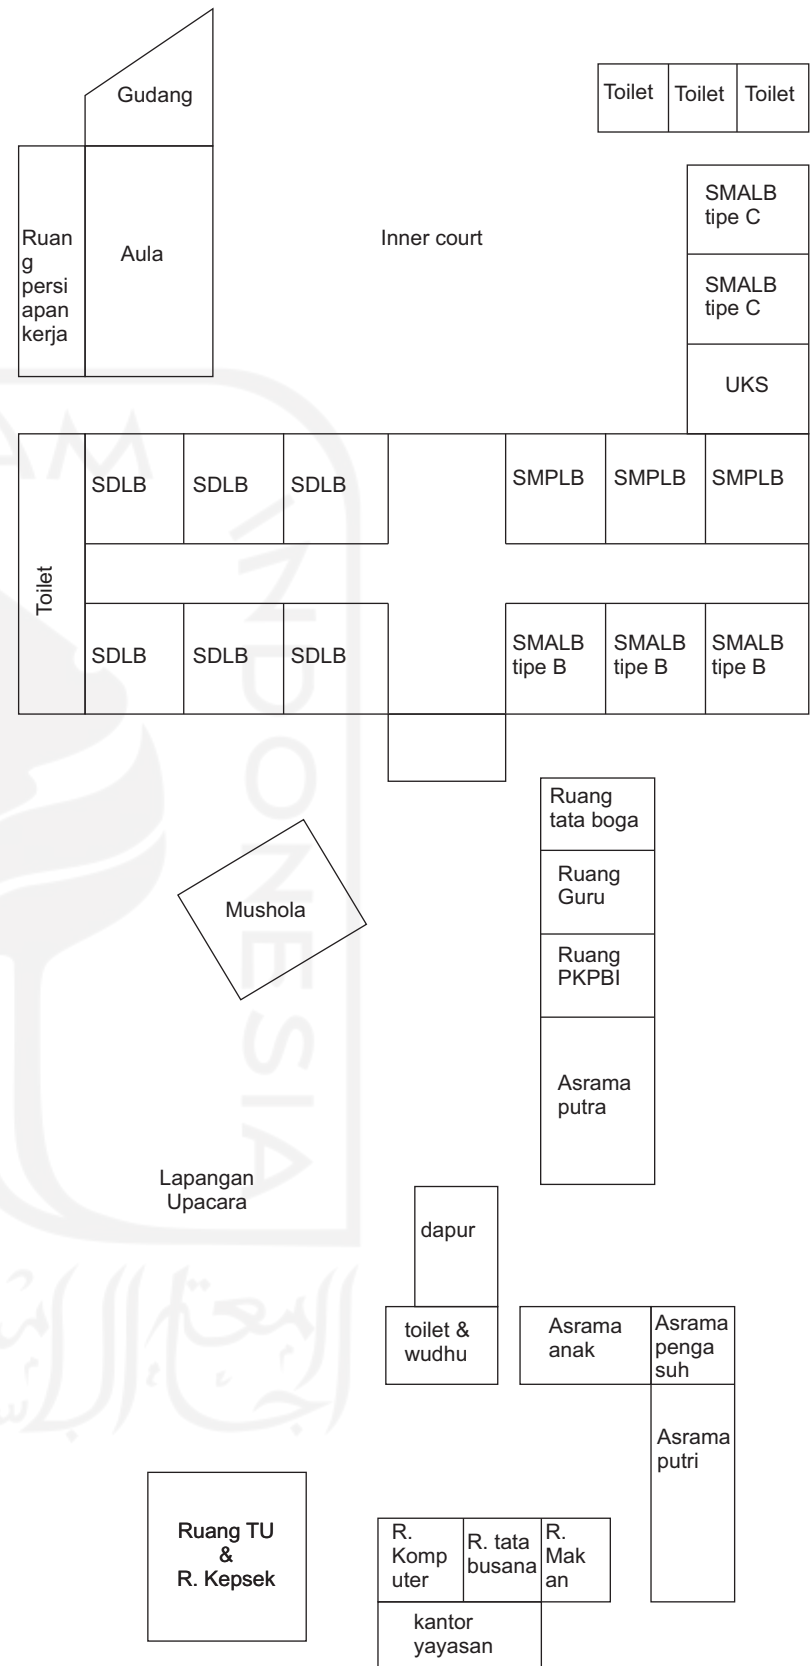 Gudang
Toilet
Toilet
Toilet
Ruan
g
persi
apan
kerja
Aula
Inner court
SMALB
tipe C
SMALB
tipe C
UKS
Toilet
SDLB
SDLB
SDLB
SMPLB
SMPLB
SMPLB
SDLB
SDLB
SDLB
SMALB
tipe B
SMALB
tipe B
SMALB
tipe B
Ruang
tata boga
Ruang
Guru
Ruang
PKPBI
Asrama
putra
Mushola
Lapangan
Upacara
dapur
toilet &
wudhu
Asrama
anak
Asrama
penga
suh
Asrama
putri
Ruang TU
&
R. Kepsek
R.
Komp
uter
R. tata
busana
R.
Mak
an
kantor
yayasan
INDONESIA